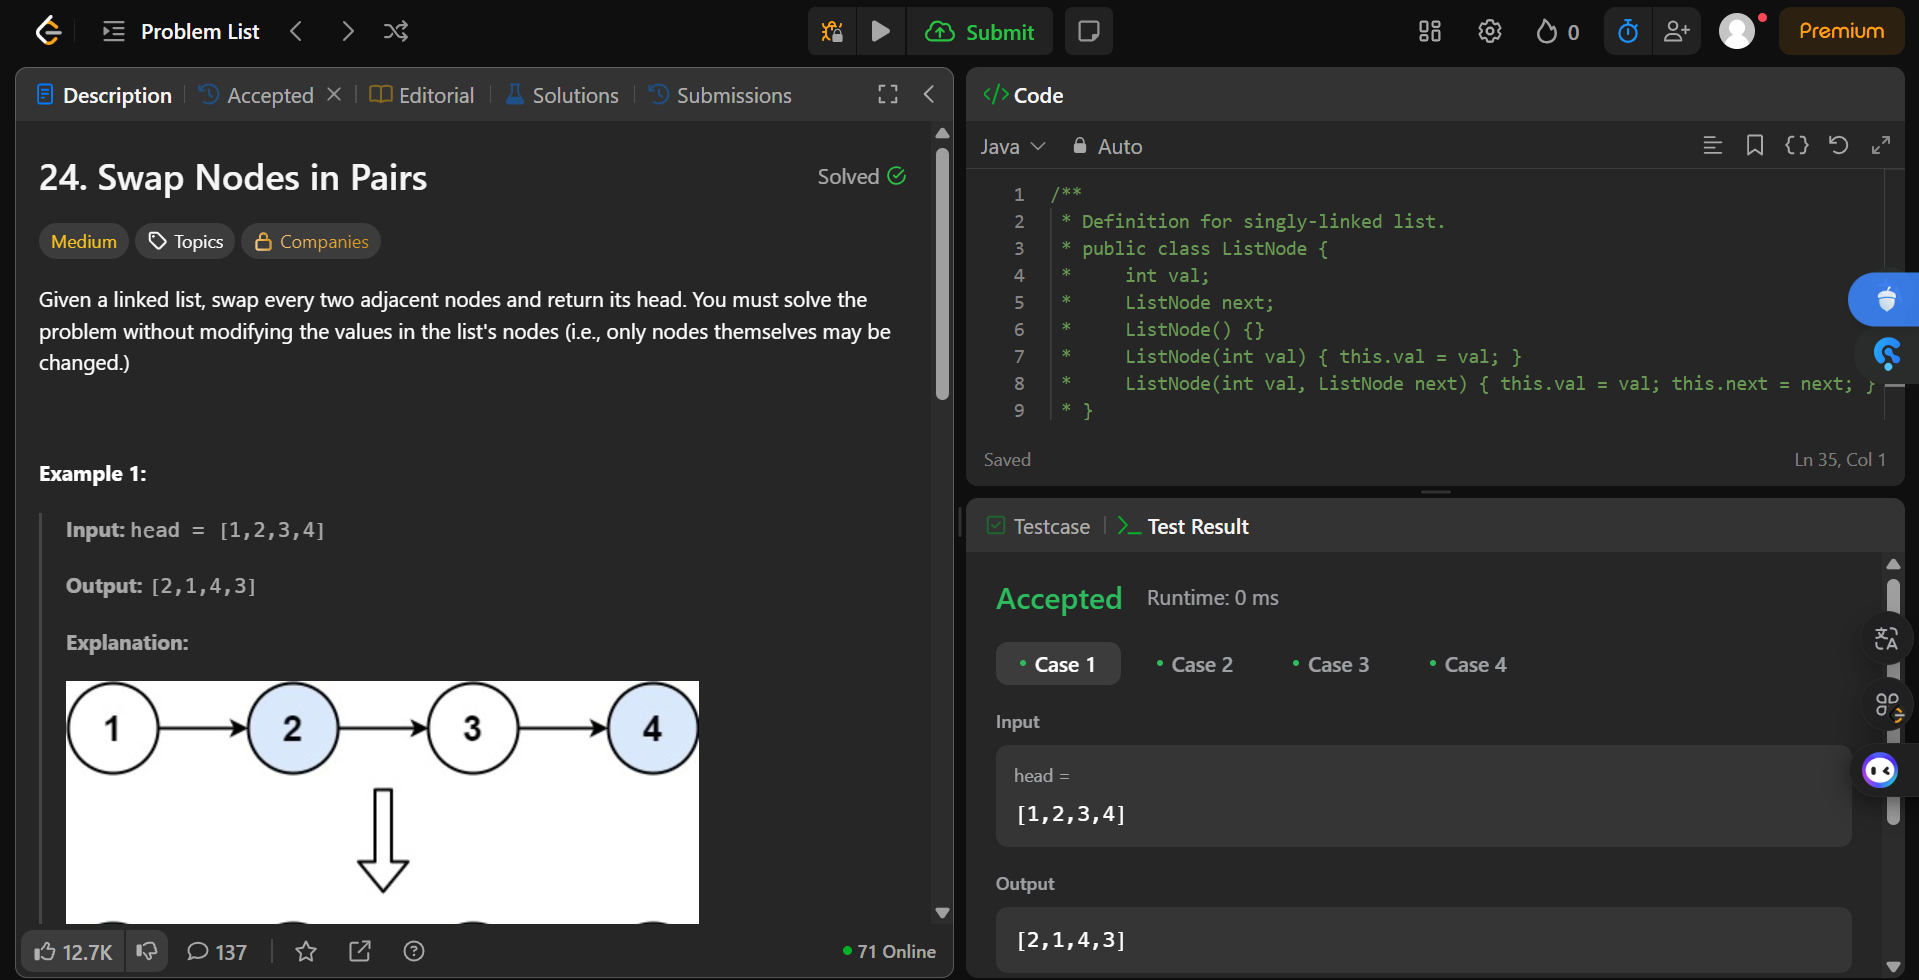 Problem List
Submit
0
Premium
Description
Accepted
Editorial
Solutions
Submissions
24. Swap Nodes in Pairs
Solved
Medium
Topics
Companies
Given a linked list, swap every two adjacent nodes and return its head. You must solve the
problem without modifying the values in the list's nodes (i.e., only nodes themselves may be
changed.)
Example 1:
Input: head = [1,2,3,4]
Output: [2,1,4,3]
Explanation:
1 2 3 4
12.7K
137
71 Online
</> Code
Java
Auto
1 /**
2 * Definition for singly-linked list.
3 * public class ListNode {
4 *     int val;
5 *     ListNode next;
6 *     ListNode() {}
7 *     ListNode(int val) { this.val = val; }
8 *     ListNode(int val, ListNode next) { this.val = val; this.next = next; }
9 * }
Saved
Ln 35, Col 1
Testcase
>_ Test Result
Accepted
Runtime: 0 ms
• Case 1
• Case 2
• Case 3
• Case 4
Input
head =
[1,2,3,4]
Output
[2,1,4,3]